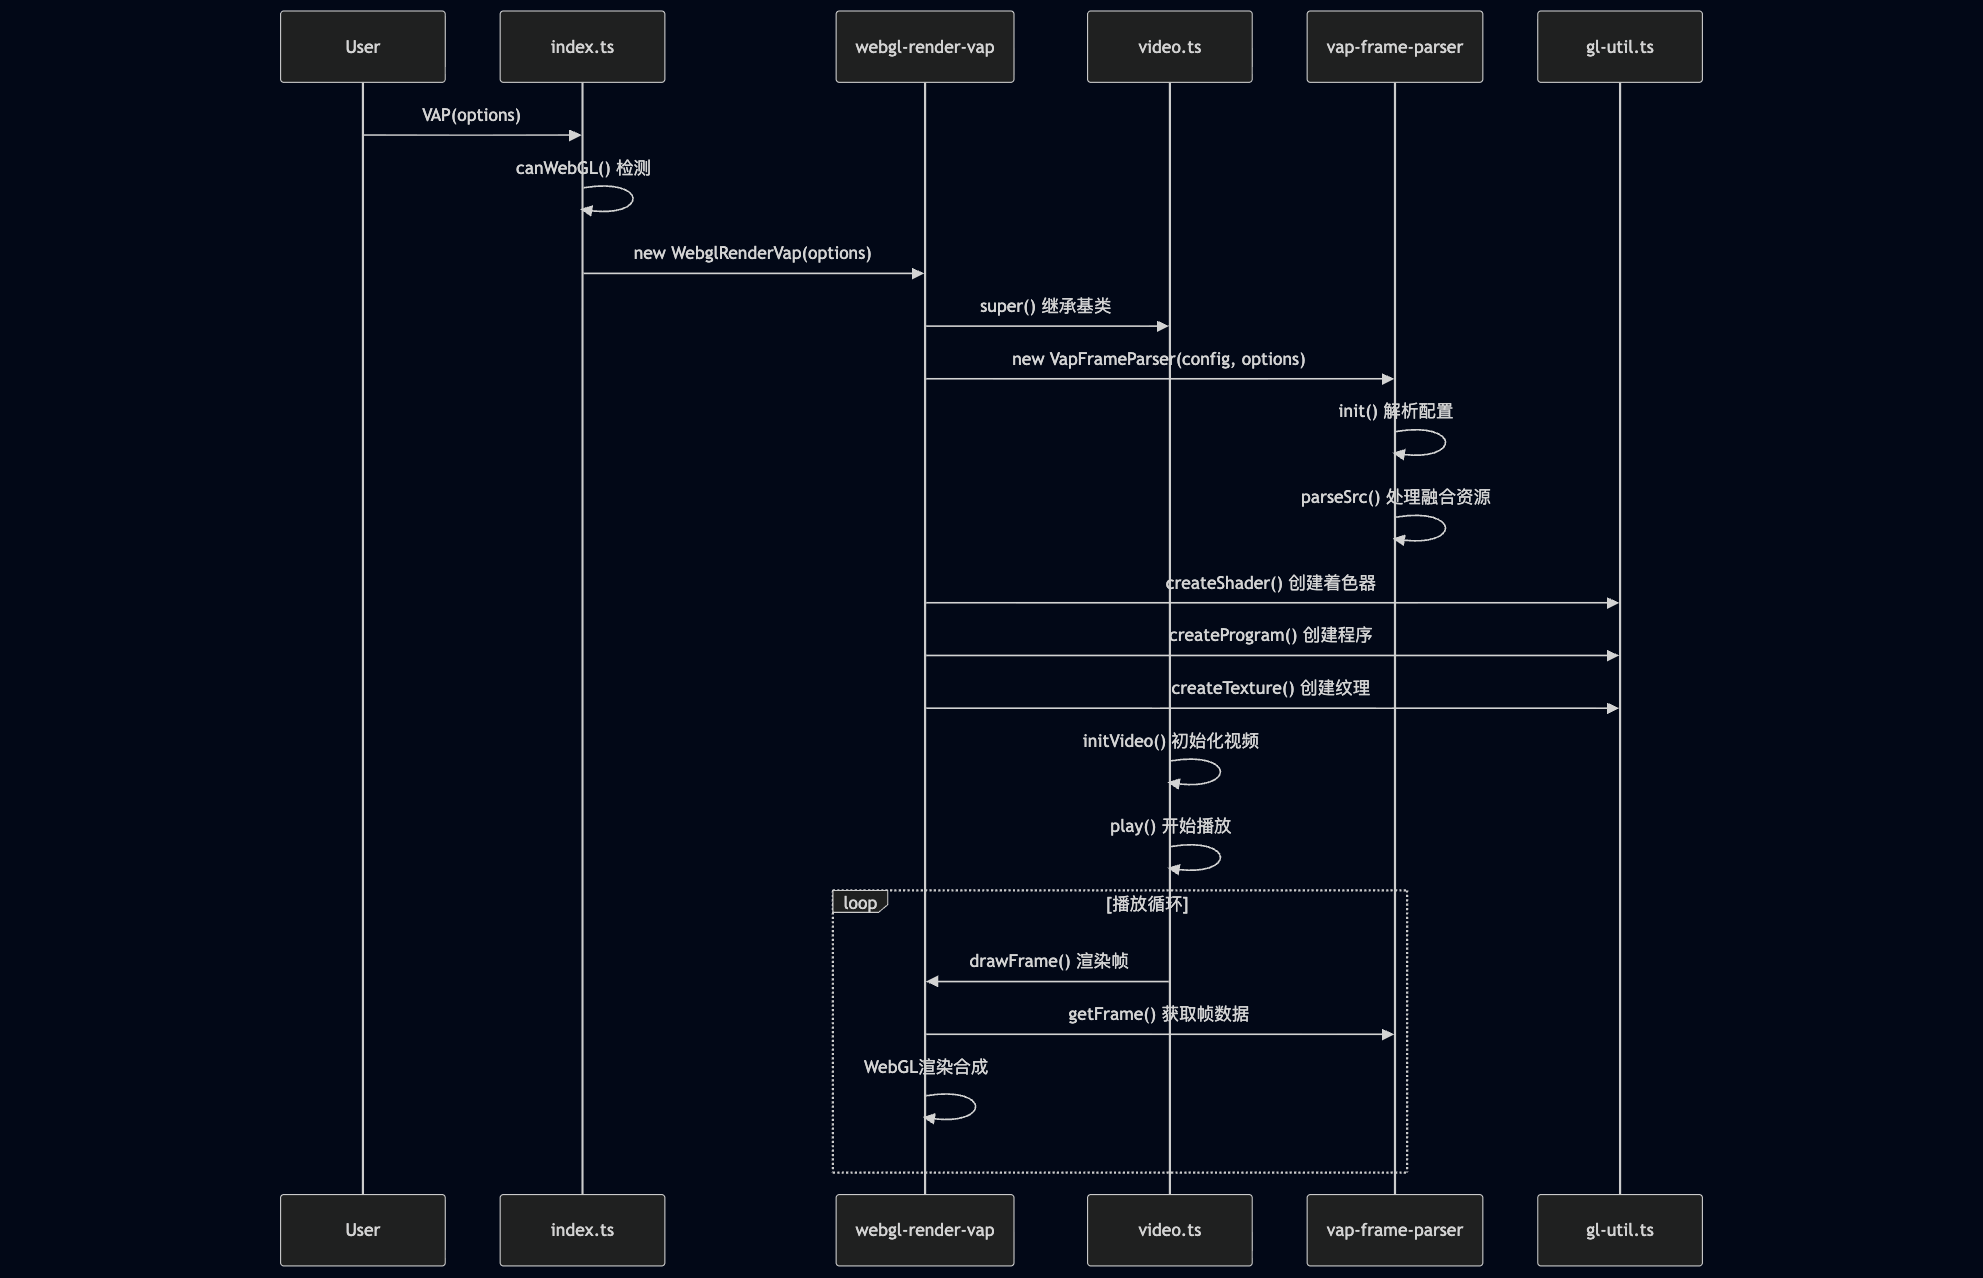 User
index.ts
webgl-render-vap
video.ts
vap-frame-parser
gl-util.ts
VAP(options)
canWebGL() 检测
new WebglRenderVap(options)
super() 继承基类
new VapFrameParser(config, options)
init() 解析配置
parseSrc() 处理融合资源
createShader() 创建着色器
createProgram() 创建程序
createTexture() 创建纹理
initVideo() 初始化视频
play() 开始播放
loop
[播放循环]
drawFrame() 渲染帧
getFrame() 获取帧数据
WebGL渲染合成
User
index.ts
webgl-render-vap
video.ts
vap-frame-parser
gl-util.ts